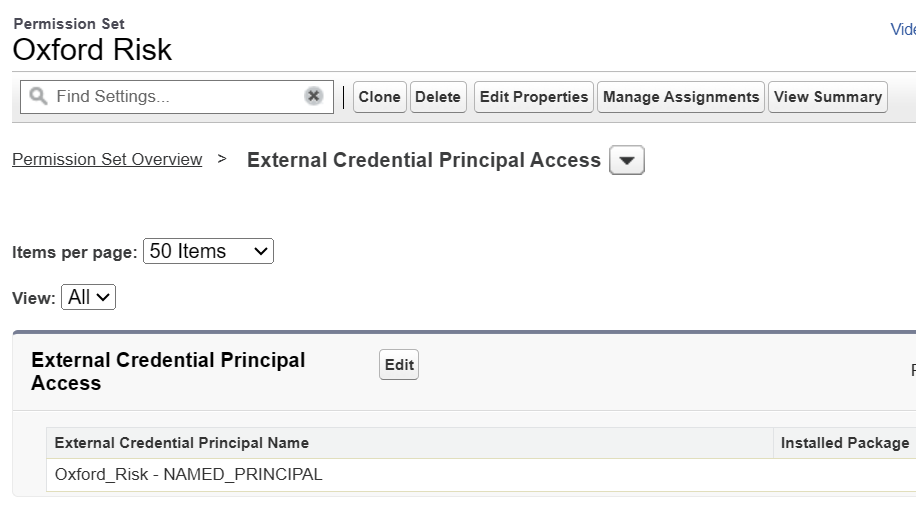 Permission Set
Oxford Risk
Find Settings...
Clone Delete Edit Properties Manage Assignments View Summary
Permission Set Overview > External Credential Principal Access
Items per page: 50 Items
View: All
External Credential Principal
Access
Edit
External Credential Principal Name Installed Package
Oxford_Risk - NAMED_PRINCIPAL